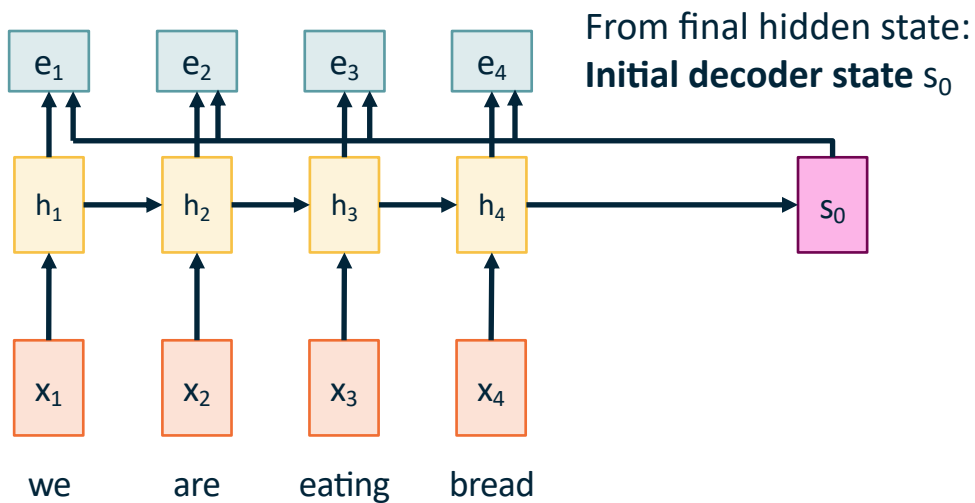 From final hidden state:
Initial decoder state s₀
e₁ e₂ e₃ e₄
h₁ h₂ h₃ h₄ s₀
x₁ x₂ x₃ x₄
we are eating bread